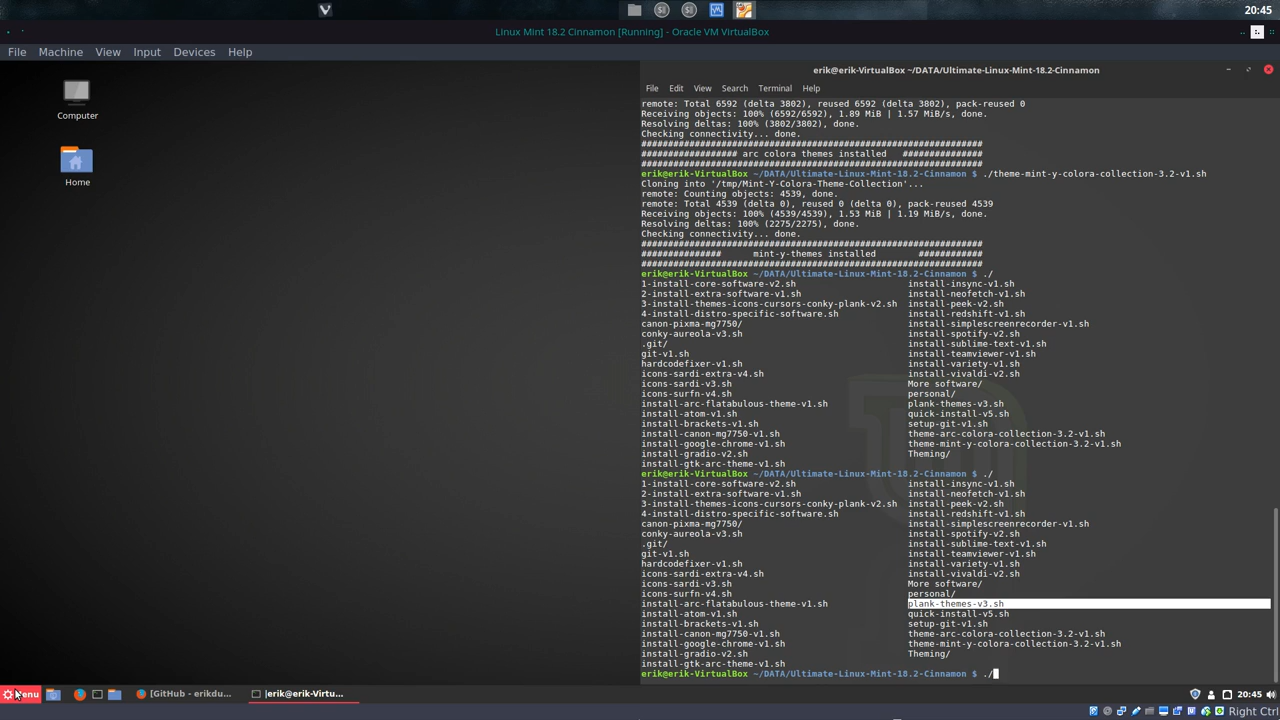 20:45
Linux Mint 18.2 Cinnamon [Running] - Oracle VM VirtualBox
File Machine View Input Devices Help
Computer
Home
erik@erik-VirtualBox ~/DATA/Ultimate-Linux-Mint-18.2-Cinnamon
File Edit View Search Terminal Help
remote: Total 6592 (delta 3802), reused 6592 (delta 3802), pack-reused 0
Receiving objects: 100% (6592/6592), 1.89 MiB | 1.57 MiB/s, done.
Resolving deltas: 100% (3802/3802), done.
Checking connectivity... done.
################################################################
################## arc colora themes installed   ###############
################################################################
erik@erik-VirtualBox ~/DATA/Ultimate-Linux-Mint-18.2-Cinnamon $ ./theme-mint-y-colora-collection-3.2-v1.sh
Cloning into '/tmp/Mint-Y-Colora-Theme-Collection'...
remote: Counting objects: 4539, done.
remote: Total 4539 (delta 0), reused 0 (delta 0), pack-reused 4539
Receiving objects: 100% (4539/4539), 1.53 MiB | 1.19 MiB/s, done.
Resolving deltas: 100% (2275/2275), done.
Checking connectivity... done.
################################################################
###############      mint-y-themes installed        ############
################################################################
erik@erik-VirtualBox ~/DATA/Ultimate-Linux-Mint-18.2-Cinnamon $ ./
1-install-core-software-v2.sh install-insync-v1.sh
2-install-extra-software-v1.sh install-neofetch-v1.sh
3-install-themes-icons-cursors-conky-plank-v2.sh install-peek-v2.sh
4-install-distro-specific-software.sh install-redshift-v1.sh
canon-pixma-mg7750/ install-simplescreenrecorder-v1.sh
conky-aureola-v3.sh install-spotify-v2.sh
.git/ install-sublime-text-v1.sh
git-v1.sh install-teamviewer-v1.sh
hardcodefixer-v1.sh install-variety-v1.sh
icons-sardi-extra-v4.sh install-vivaldi-v2.sh
icons-sardi-v3.sh More software/
icons-surfn-v4.sh personal/
install-arc-flatabulous-theme-v1.sh plank-themes-v3.sh
install-atom-v1.sh quick-install-v5.sh
install-brackets-v1.sh setup-git-v1.sh
install-canon-mg7750-v1.sh theme-arc-colora-collection-3.2-v1.sh
install-google-chrome-v1.sh theme-mint-y-colora-collection-3.2-v1.sh
install-gradio-v2.sh Theming/
install-gtk-arc-theme-v1.sh
erik@erik-VirtualBox ~/DATA/Ultimate-Linux-Mint-18.2-Cinnamon $ ./
1-install-core-software-v2.sh install-insync-v1.sh
2-install-extra-software-v1.sh install-neofetch-v1.sh
3-install-themes-icons-cursors-conky-plank-v2.sh install-peek-v2.sh
4-install-distro-specific-software.sh install-redshift-v1.sh
canon-pixma-mg7750/ install-simplescreenrecorder-v1.sh
conky-aureola-v3.sh install-spotify-v2.sh
.git/ install-sublime-text-v1.sh
git-v1.sh install-teamviewer-v1.sh
hardcodefixer-v1.sh install-variety-v1.sh
icons-sardi-extra-v4.sh install-vivaldi-v2.sh
icons-sardi-v3.sh More software/
icons-surfn-v4.sh personal/
install-arc-flatabulous-theme-v1.sh plank-themes-v3.sh
install-atom-v1.sh quick-install-v5.sh
install-brackets-v1.sh setup-git-v1.sh
install-canon-mg7750-v1.sh theme-arc-colora-collection-3.2-v1.sh
install-google-chrome-v1.sh theme-mint-y-colora-collection-3.2-v1.sh
install-gradio-v2.sh Theming/
install-gtk-arc-theme-v1.sh
erik@erik-VirtualBox ~/DATA/Ultimate-Linux-Mint-18.2-Cinnamon $ ./
Menu [GitHub - erikdu... |erik@erik-Virtu... 20:45
Right Ctrl